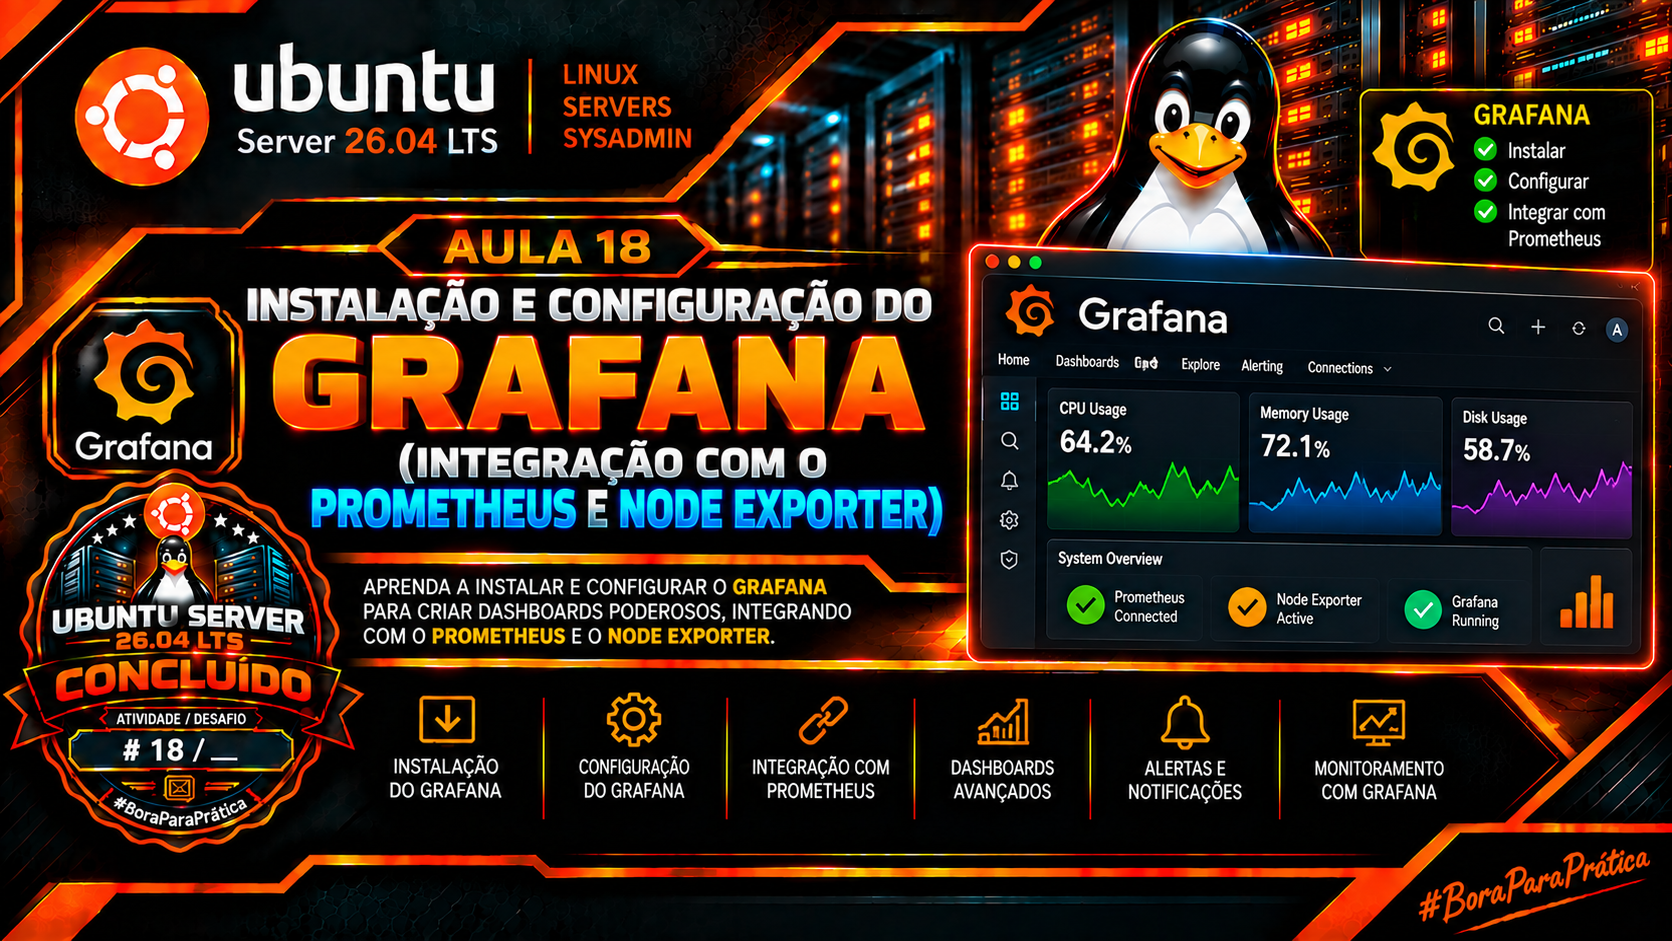 ubuntu
Server 26.04 LTS
LINUX
SERVERS
SYSADMIN
GRAFANA
Instalar
Configurar
Integrar com
Prometheus
AULA 18
INSTALAÇÃO E CONFIGURAÇÃO DO
GRAFANA
(INTEGRAÇÃO COM O
PROMETHEUS E NODE EXPORTER)
Grafana
APRENDA A INSTALAR E CONFIGURAR O GRAFANA
PARA CRIAR DASHBOARDS PODEROSOS, INTEGRANDO
COM O PROMETHEUS E O NODE EXPORTER.
Grafana
A
Home
Dashboards
Explore
Alerting
Connections
CPU Usage
64.2%
Memory Usage
72.1%
Disk Usage
58.7%
System Overview
Prometheus
Connected
Node Exporter
Active
Grafana
Running
UBUNTU SERVER
26.04 LTS
CONCLUÍDO
ATIVIDADE / DESAFIO
# 18 / __
#BoraParaPrática
INSTALAÇÃO
DO GRAFANA
CONFIGURAÇÃO
DO GRAFANA
INTEGRAÇÃO COM
PROMETHEUS
DASHBOARDS
AVANÇADOS
ALERTAS E
NOTIFICAÇÕES
MONITORAMENTO
COM GRAFANA
#BoraParaPrática